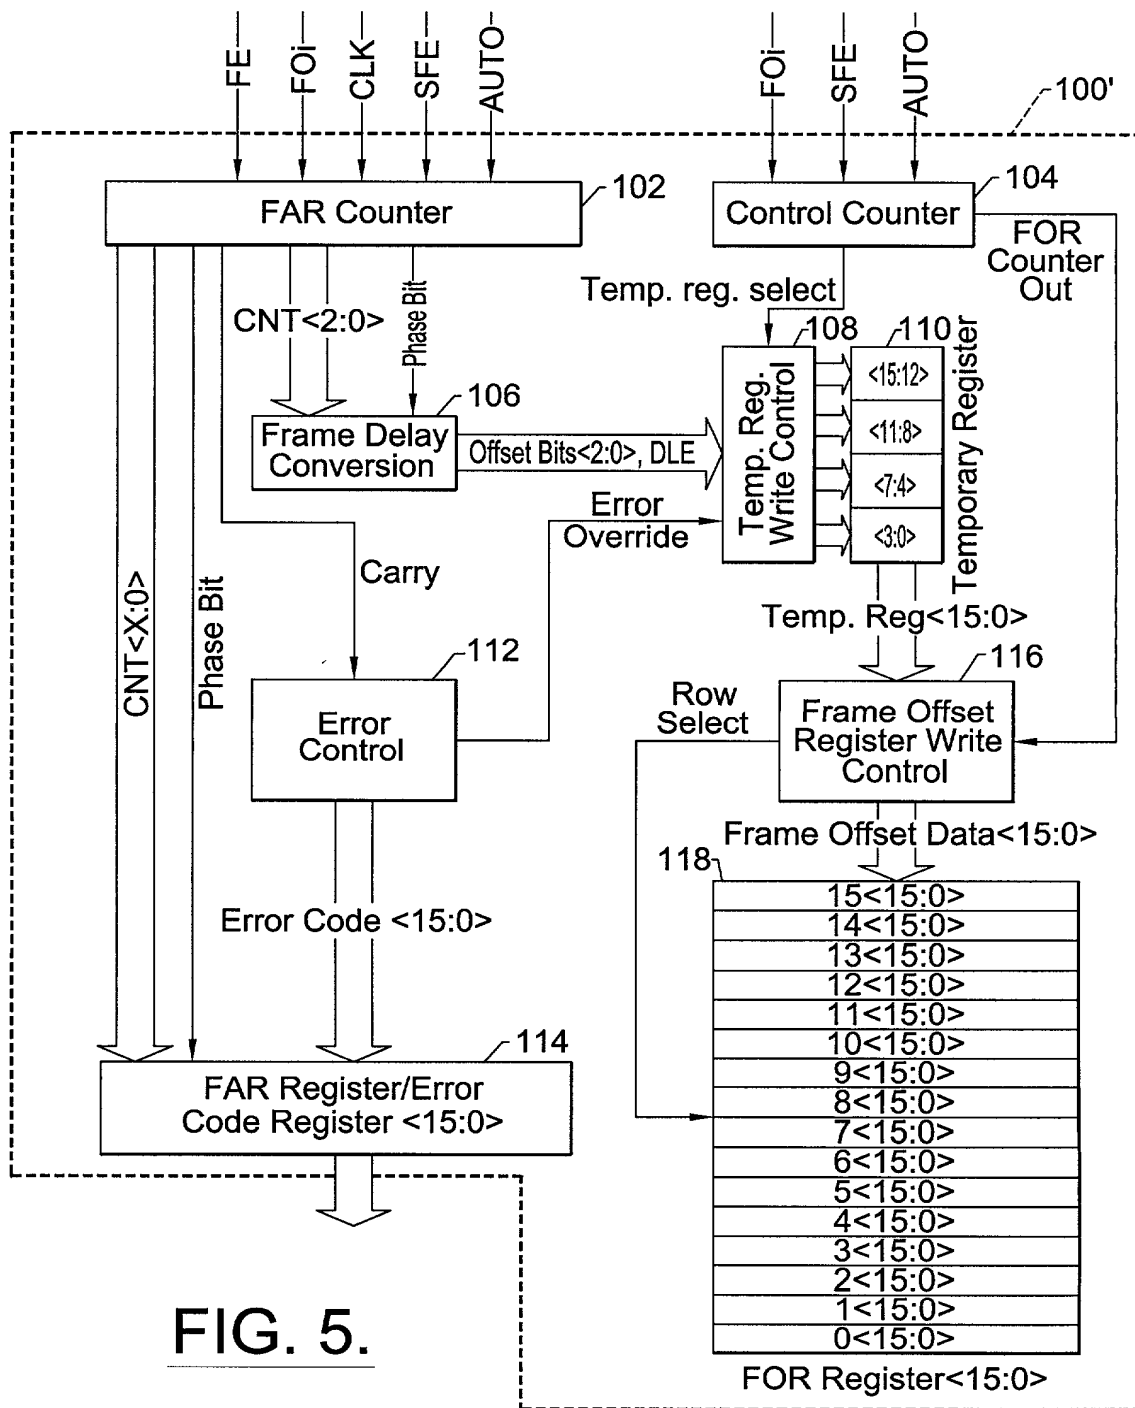 FE
FOi
CLK
SFE
AUTO
FOi
SFE
AUTO
100'
102
FAR Counter
104
Control Counter
FOR
Counter
Out
Temp. reg. select
CNT<2:0>
Phase Bit
106
Frame Delay
Conversion
Offset Bits<2:0>, DLE
108
Temp. Reg.
Write Control
110
<15:12>
<11:8>
<7:4>
<3:0>
Temporary Register
Error
Override
Carry
CNT<X:0>
Phase Bit
Temp. Reg<15:0>
112
Error
Control
Row
Select
116
Frame Offset
Register Write
Control
Frame Offset Data<15:0>
Error Code <15:0>
118
15<15:0>
14<15:0>
13<15:0>
12<15:0>
11<15:0>
10<15:0>
9<15:0>
8<15:0>
7<15:0>
6<15:0>
5<15:0>
4<15:0>
3<15:0>
2<15:0>
1<15:0>
0<15:0>
FOR Register<15:0>
114
FAR Register/Error
Code Register <15:0>
FIG. 5.